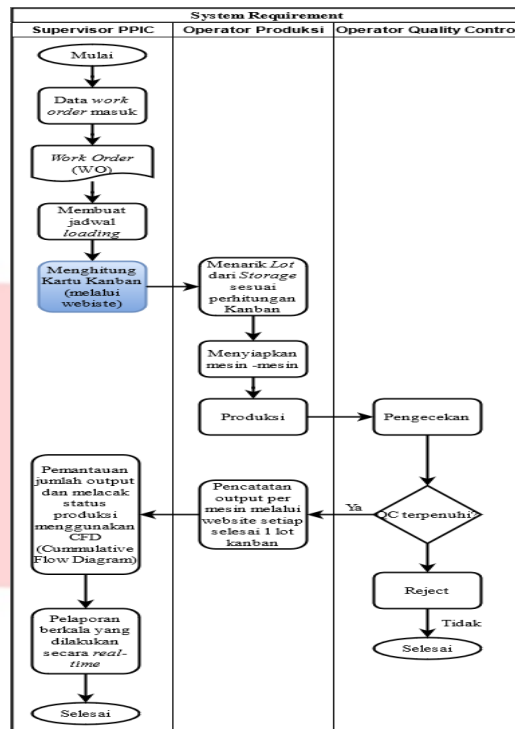 System Requirement
Supervisor PPIC
Operator Produksi
Operator Quality Contro
Mulai
Data work
order masuk
Work Order
(WO)
Membuat
jadwal
loading
Menghitung
Kartu Kanban
(melalui
webiste)
Menarik Lot
dari Storage
sesuai
perhitungan
Kanban
Menyiapkan
mesin -mesin
Produksi
Pengecekan
QC terpenuhi?
Ya
Pencatatan
output per
mesin melalui
website setiap
selesai 1 lot
kanban
Pemantauan
jumlah output
dan melacak
status
produksi
menggunakan
CFD
(Cummulative
Flow Diagram)
Reject
Tidak
Selesai
Pelaporan
berkala yang
dilakukan
secara real-
time
Selesai